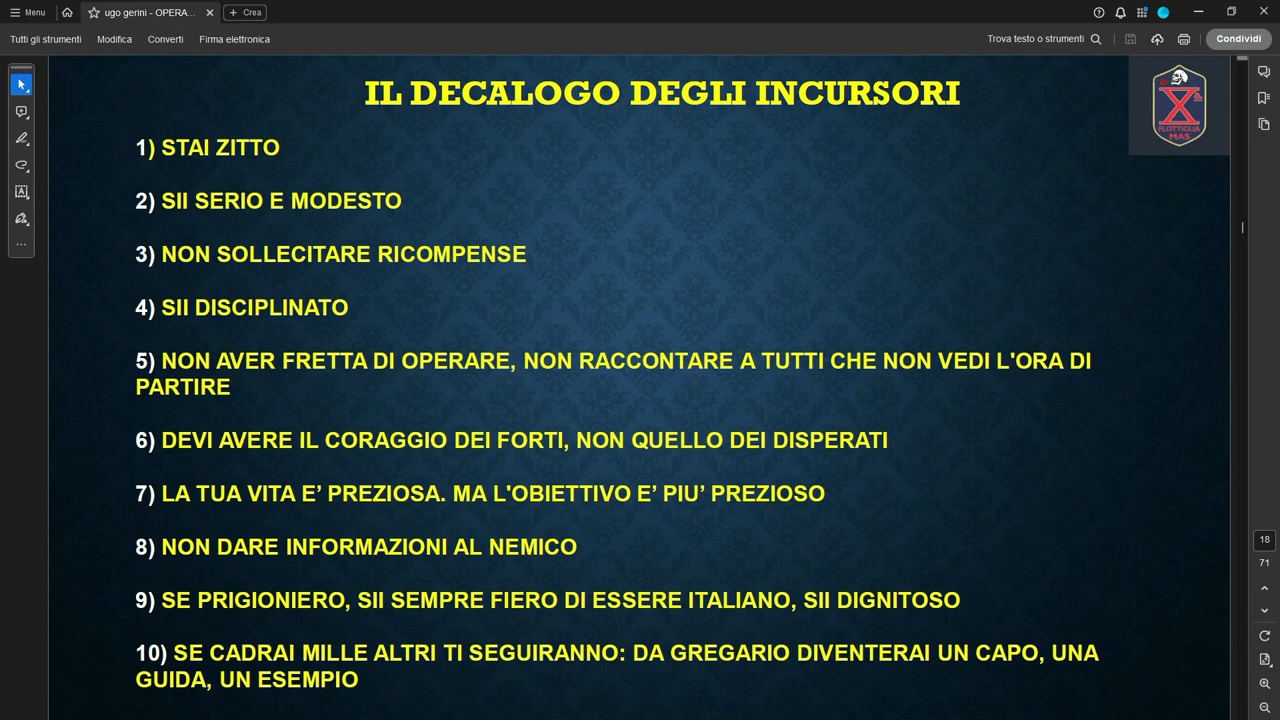 Menu
ugo gerini - OPERA...
Crea
Tutti gli strumenti
Modifica
Converti
Firma elettronica
Trova testo o strumenti
Condividi
IL DECALOGO DEGLI INCURSORI
X
FLOTTIGLIA
MAS
1) STAI ZITTO
2) SII SERIO E MODESTO
3) NON SOLLECITARE RICOMPENSE
4) SII DISCIPLINATO
5) NON AVER FRETTA DI OPERARE, NON RACCONTARE A TUTTI CHE NON VEDI L'ORA DI
PARTIRE
6) DEVI AVERE IL CORAGGIO DEI FORTI, NON QUELLO DEI DISPERATI
7) LA TUA VITA E’ PREZIOSA. MA L'OBIETTIVO E’ PIU’ PREZIOSO
8) NON DARE INFORMAZIONI AL NEMICO
9) SE PRIGIONIERO, SII SEMPRE FIERO DI ESSERE ITALIANO, SII DIGNITOSO
10) SE CADRAI MILLE ALTRI TI SEGUIRANNO: DA GREGARIO DIVENTERAI UN CAPO, UNA
GUIDA, UN ESEMPIO
18
71